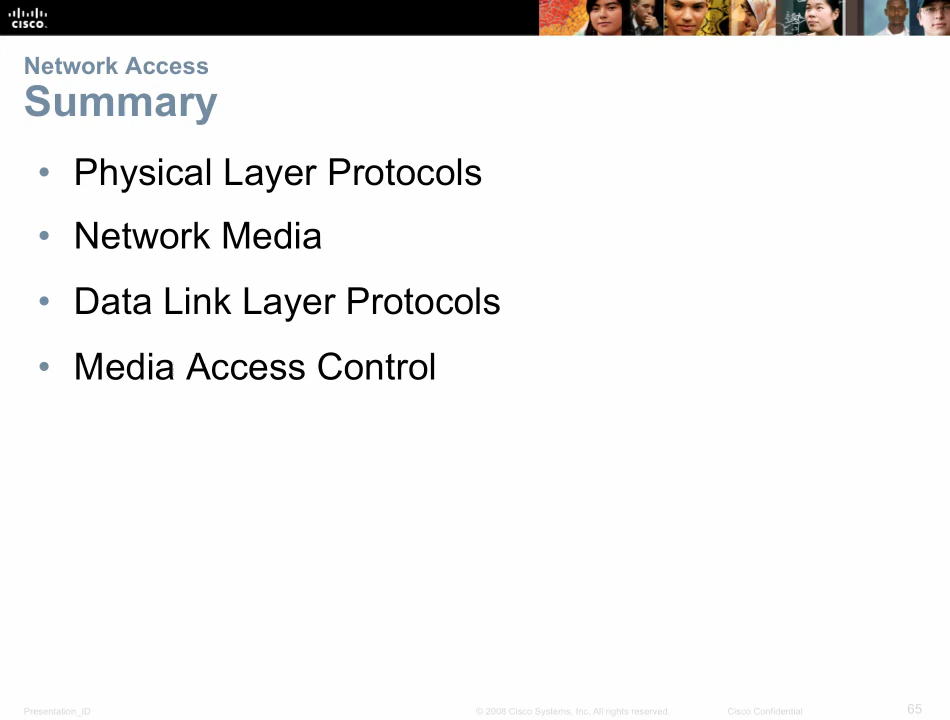 CISCO
Network Access
Summary
• Physical Layer Protocols
• Network Media
• Data Link Layer Protocols
• Media Access Control
Presentation_ID © 2008 Cisco Systems, Inc. All rights reserved. Cisco Confidential 65